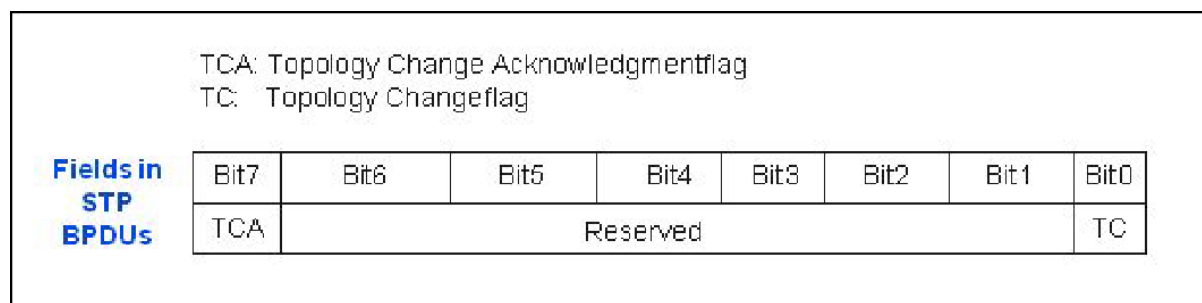 TCA: Topology Change Acknowledgmentflag
TC: Topology Changeflag
Fields in
STP
BPDUs
Bit7 Bit6 Bit5 Bit4 Bit3 Bit2 Bit1 Bit0
TCA Reserved TC